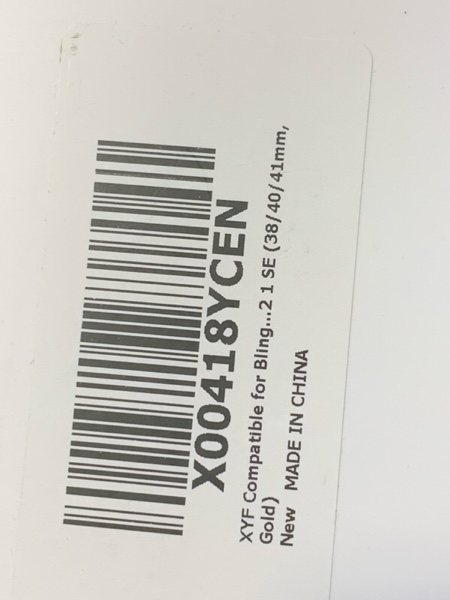 X00418YCEN
XYF Compatible for Bling...2 1 SE (38/40/41mm,
Gold)
New MADE IN CHINA